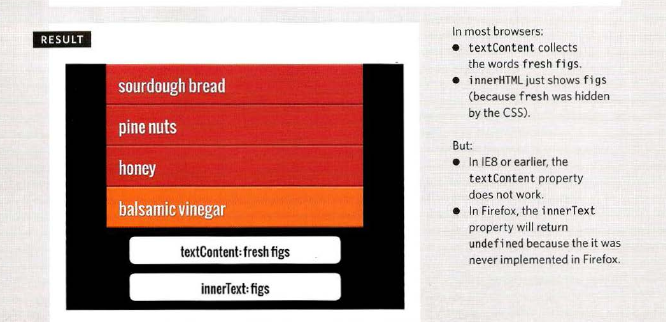 RESULT
sourdough bread
pine nuts
honey
balsamic vinegar
textContent: fresh figs
innerText: figs
In most browsers:
● textContent collects
the words fresh figs.
● innerHTML just shows figs
(because fresh was hidden
by the CSS).
But:
● In IE8 or earlier, the
textContent property
does not work.
● In Firefox, the innerText
property will return
undefined because the it was
never implemented in Firefox.